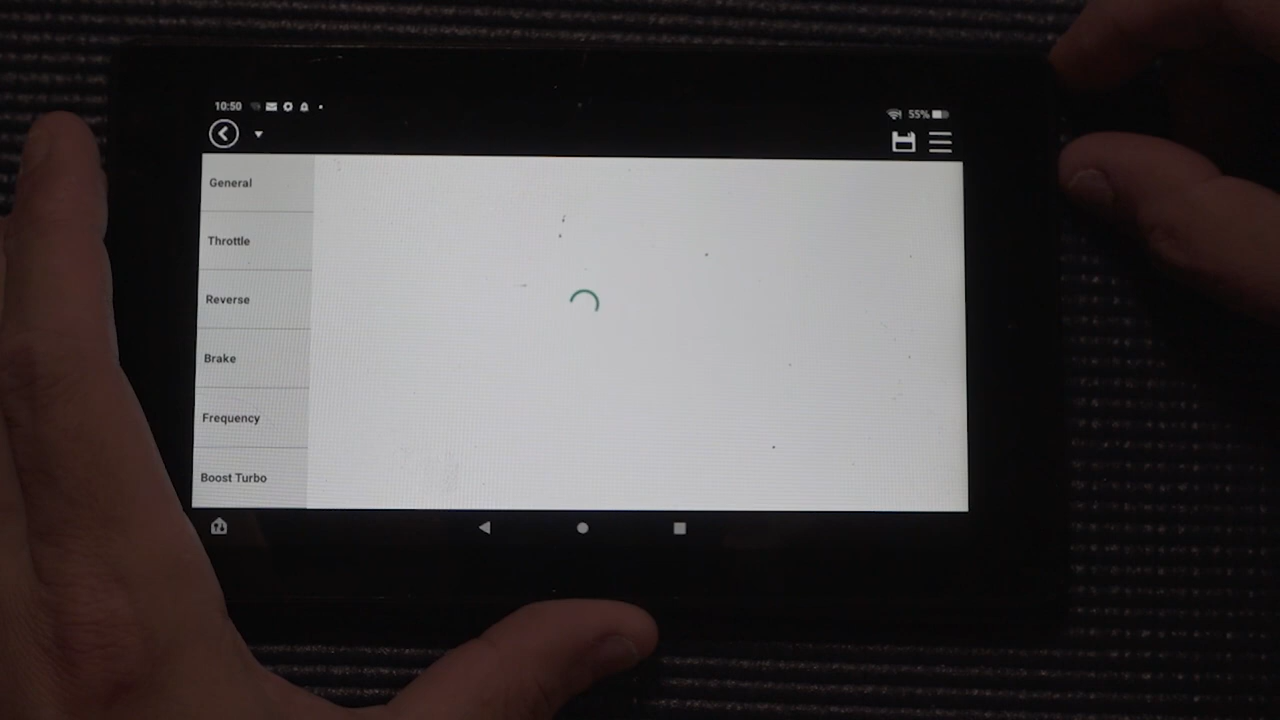 10:50
55%
General
Throttle
Reverse
Brake
Frequency
Boost Turbo